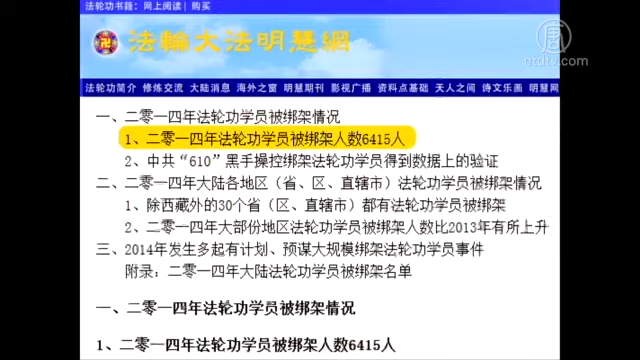 法轮功书籍：网上阅读|购买
法輪大法明慧網
唐
ntdtv.com
法轮功简介 修炼交流 大陆消息 海外之窗 明慧期刊 影视广播 资料点基础 天人之间 诗文乐画 明慧网
一、二零一四年法轮功学员被绑架情况
1、二零一四年法轮功学员被绑架人数6415人
2、中共“610”黑手操控绑架法轮功学员得到数据上的验证
二、二零一四年大陆各地区（省、区、直辖市）法轮功学员被绑架情况
1、除西藏外的30个省（区、直辖市）都有法轮功学员被绑架
2、二零一四年大部份地区法轮功学员被绑架人数比2013年有所上升
三、2014年发生多起有计划、预谋大规模绑架法轮功学员事件
附录：二零一四年大陆法轮功学员被绑架名单
一、二零一四年法轮功学员被绑架情况
1、二零一四年法轮功学员被绑架人数6415人